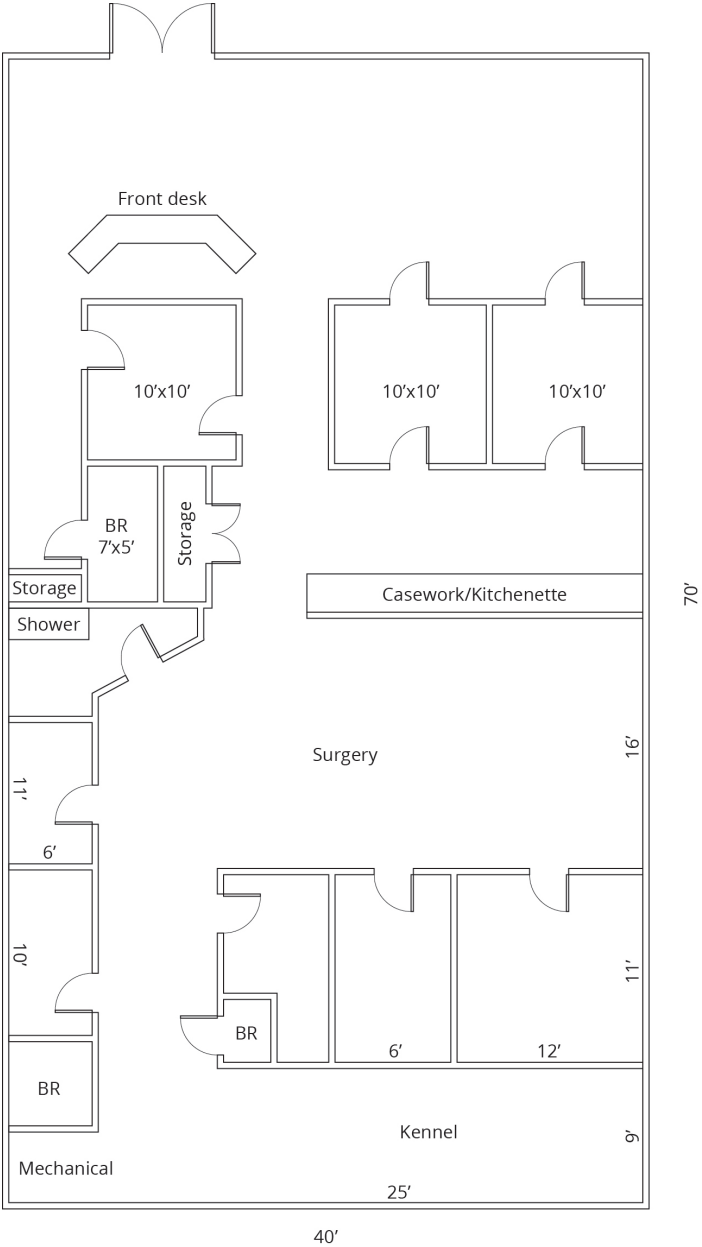 Front desk
10’x10’
10’x10’
10’x10’
BR
7’x5’
Storage
Storage
Casework/Kitchenette
70’
Shower
Surgery
16’
11’
6’
10’
11’
BR
6’
12’
BR
Kennel
9’
Mechanical
25’
40’